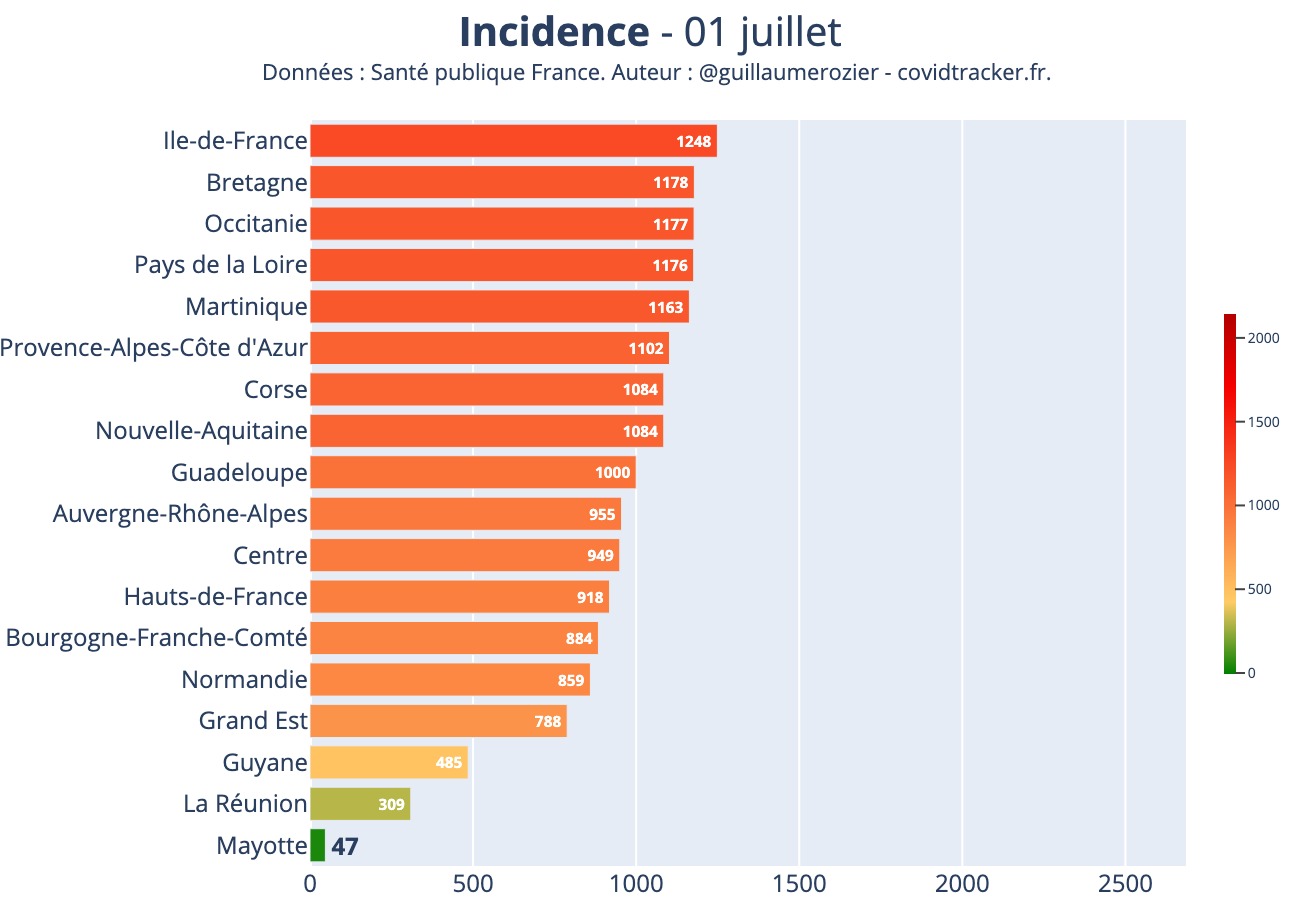 Incidence - 01 juillet
Données : Santé publique France. Auteur : @guillaumerozier - covidtracker.fr.
Ile-de-France 1248
Bretagne 1178
Occitanie 1177
Pays de la Loire 1176
Martinique 1163
Provence-Alpes-Côte d'Azur 1102
Corse 1084
Nouvelle-Aquitaine 1084
Guadeloupe 1000
Auvergne-Rhône-Alpes 955
Centre 949
Hauts-de-France 918
Bourgogne-Franche-Comté 884
Normandie 859
Grand Est 788
Guyane 485
La Réunion 309
Mayotte 47
0 500 1000 1500 2000 2500
2000
1500
1000
500
0